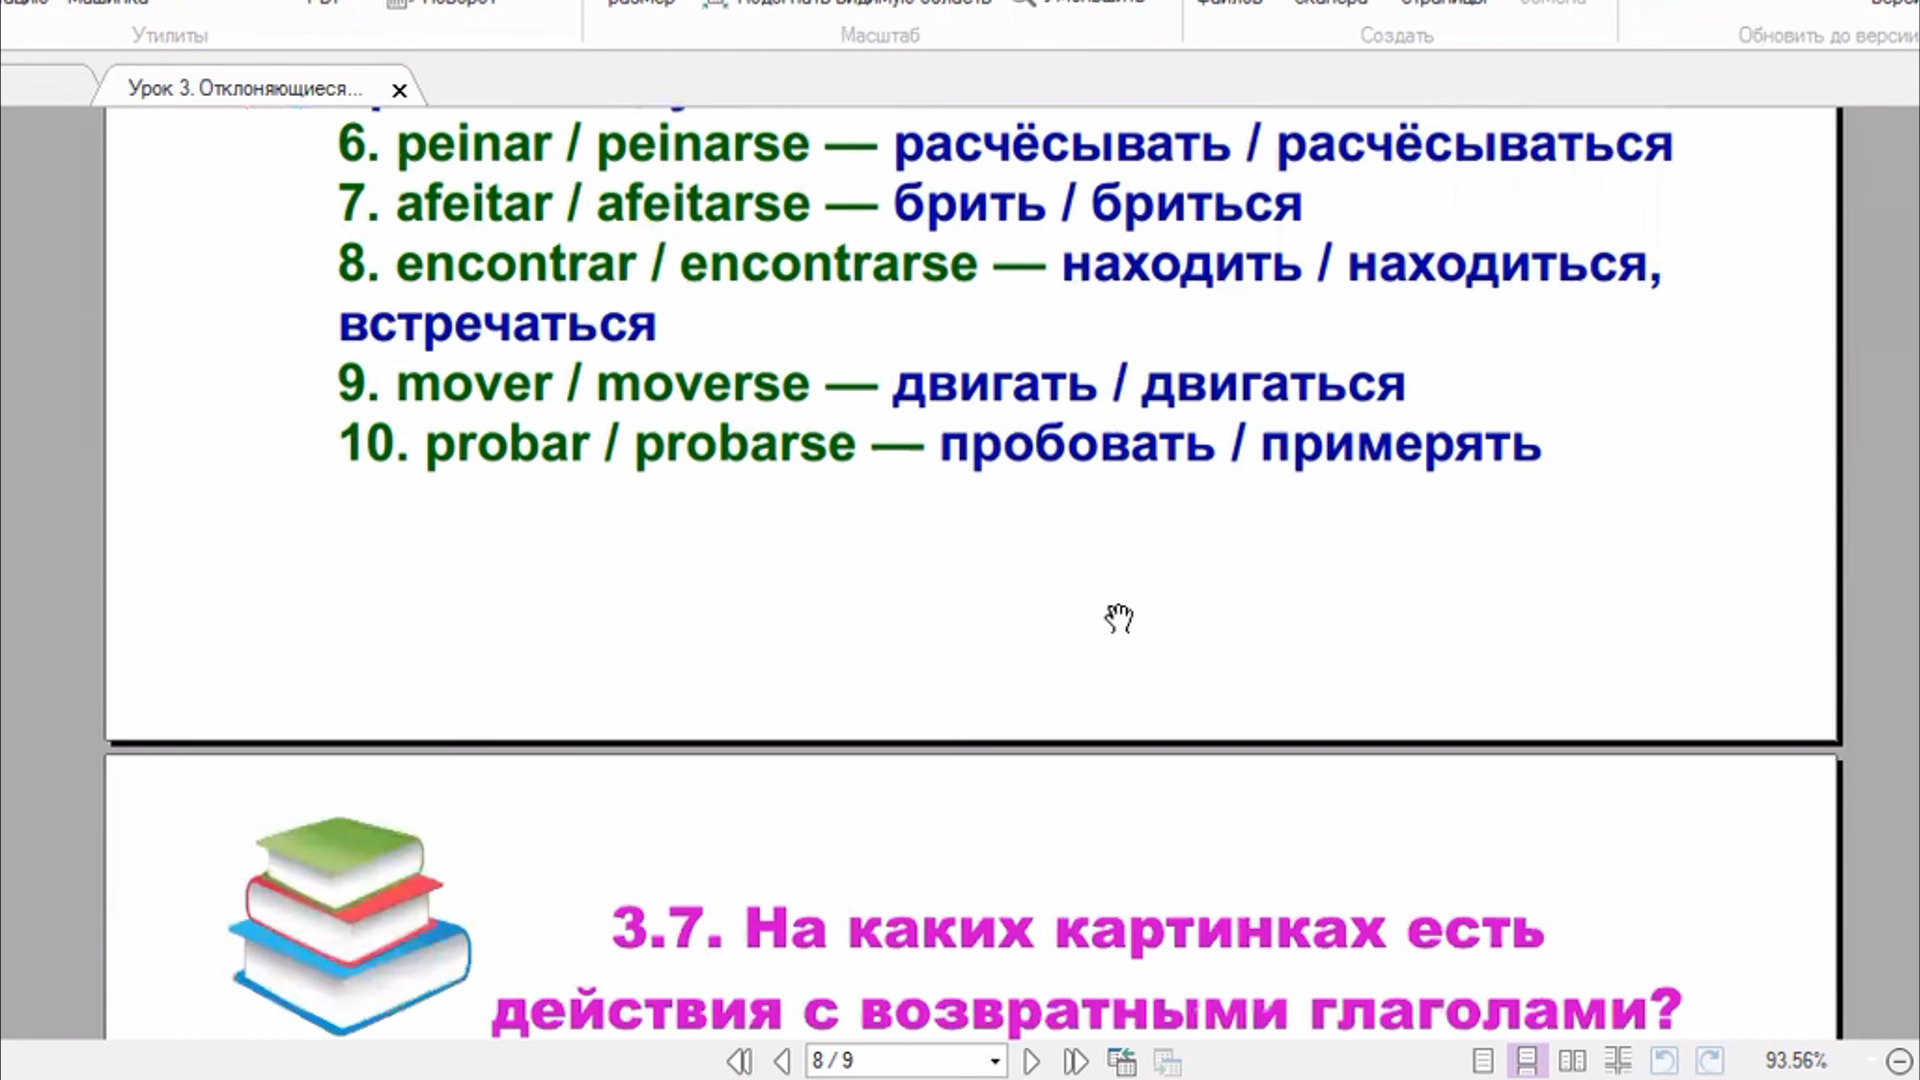 Утилиты
Масштаб
Создать
Обновить до версии
Урок 3. Отклоняющиеся...
6. peinar / peinarse — расчёсывать / расчёсываться
7. afeitar / afeitarse — брить / бриться
8. encontrar / encontrarse — находить / находиться,
встречаться
9. mover / moverse — двигать / двигаться
10. probar / probarse — пробовать / примерять
3.7. На каких картинках есть
действия с возвратными глаголами?
8 / 9
93.56%